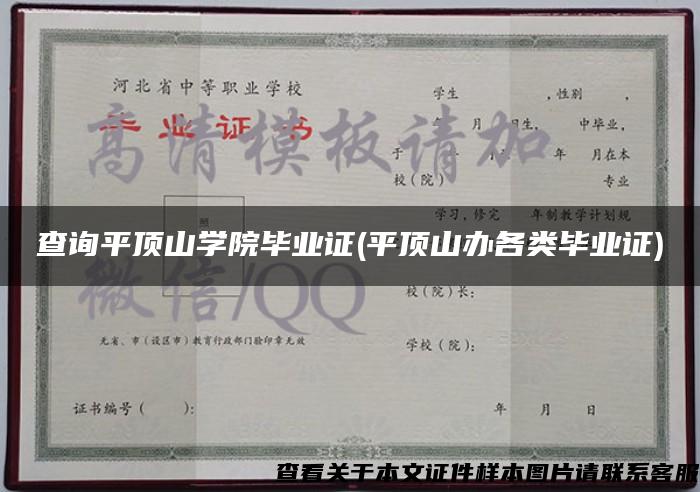 河北省中等职业学校
毕业证书
高清模板请加
学生 ,性别 ,
年 月 日生, 中毕业,
于 年 月在本
校(院) 专业
学习,修完 年制教学计划规
照
查询平顶山学院毕业证(平顶山办各类毕业证)
微信/QQ
校(院)长:
无省、市(设区市)教育行政部门验印章无效
学校(院):
证书编号( ):
年 月 日
查看关于本文证件样本图片请联系客服